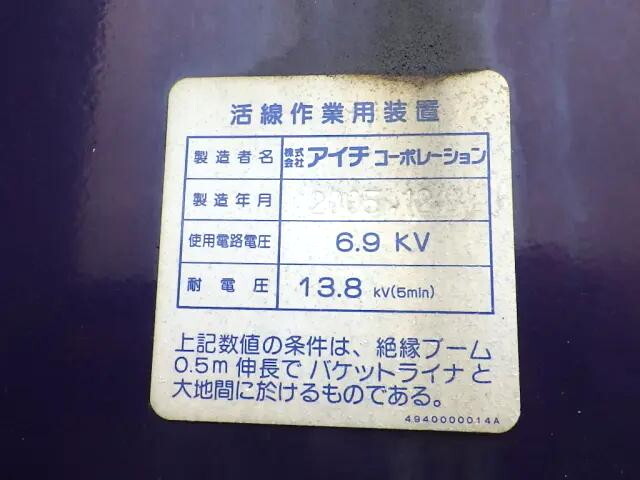 活線作業用装置
製造者名 株式会社 アイチ コーポレーション
製造年月
使用電路電圧 6.9 KV
耐電圧 13.8 kV(5min)
上記数値の条件は、絶縁ブーム
0.5m 伸長で バケットライナと
大地間に於けるものである。
4940000014A